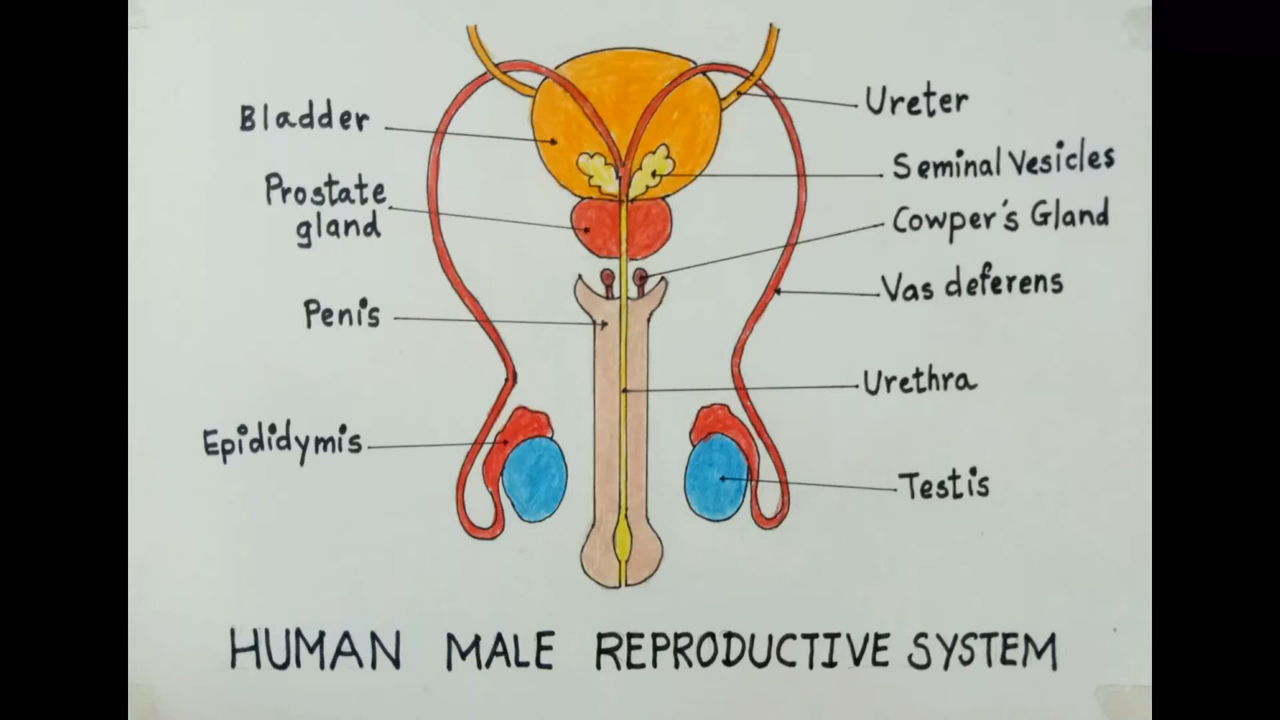 Bladder
Prostate
gland
Penis
Epididymis
Ureter
Seminal Vesicles
Cowper's Gland
Vas deferens
Urethra
Testis
HUMAN MALE REPRODUCTIVE SYSTEM